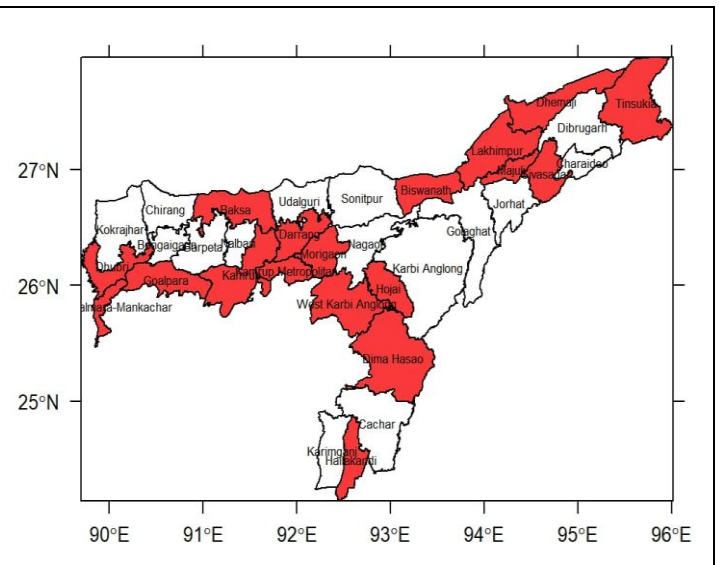 Dhemaji
Tinsukia
Dibrugarh
27°N
Lakhimpur
Majuli
Sivasagar
Charaideo
Biswanath
Baksa
Udalguri
Sonitpur
Chirang
Jorhat
Kokrajhar
Bongaigaon
Barpeta
Nalbari
Darrang
Nagaon
Golaghat
Morigaon
Dhubri
Goalpara
Kamrup
Kamrup Metropolitan
Karbi Anglong
26°N
Hojai
almara-Mankachar
West Karbi Anglong
Dima Hasao
25°N
Cachar
Karimganj
Hailakandi
90°E 91°E 92°E 93°E 94°E 95°E 96°E